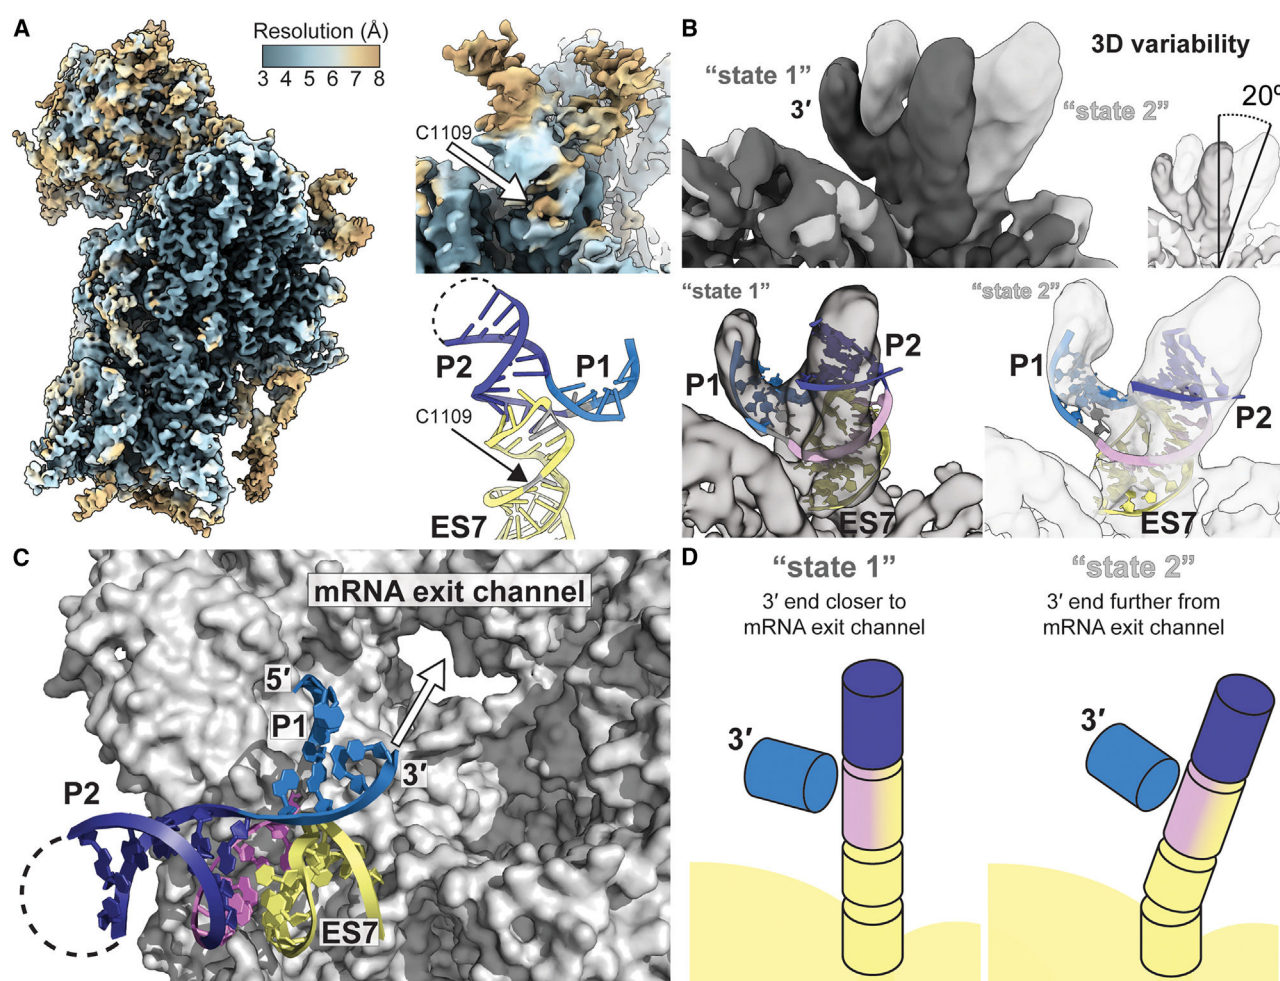 A
Resolution (Å)
3 4 5 6 7 8
C1109
P2
P1
C1109
ES7
B
3D variability
“state 1”
3′
“state 2”
20°
“state 1”
P1
P2
ES7
“state 2”
P1
P2
ES7
C
mRNA exit channel
5′
P1
3′
P2
ES7
D
“state 1”
3′ end closer to
mRNA exit channel
3′
“state 2”
3′ end further from
mRNA exit channel
3′